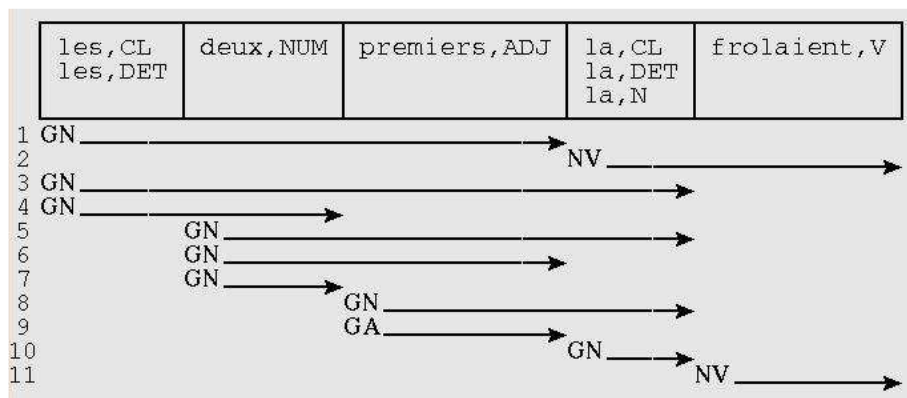 les,CL deux,NUM premiers,ADJ la,CL frolaient,V
les,DET la,DET
la,N
1 GN
2 NV
3 GN
4 GN
5 GN
6 GN
7 GN
8 GN
9 GA
10 GN
11 NV